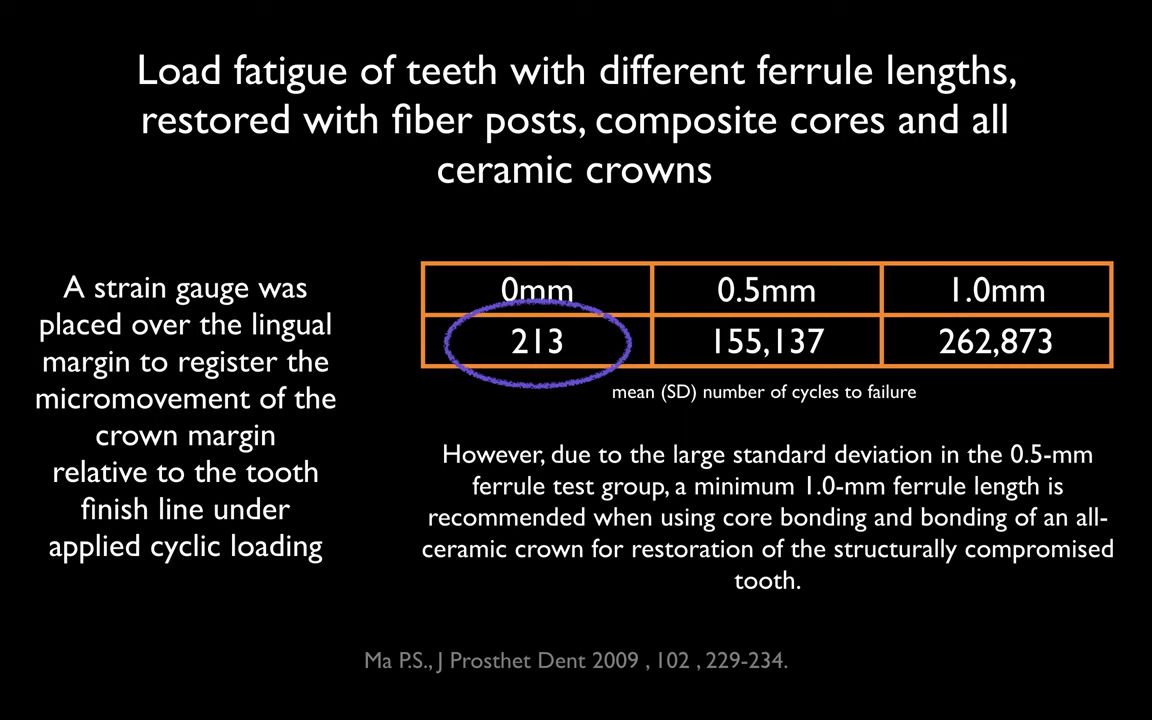 Load fatigue of teeth with different ferrule lengths,
restored with fiber posts, composite cores and all
ceramic crowns
A strain gauge was
placed over the lingual
margin to register the
micromovement of the
crown margin
relative to the tooth
finish line under
applied cyclic loading
0mm 0.5mm 1.0mm
213 155,137 262,873
mean (SD) number of cycles to failure
However, due to the large standard deviation in the 0.5-mm
ferrule test group, a minimum 1.0-mm ferrule length is
recommended when using core bonding and bonding of an all-
ceramic crown for restoration of the structurally compromised
tooth.
Ma P.S., J Prosthet Dent 2009 , 102 , 229-234.